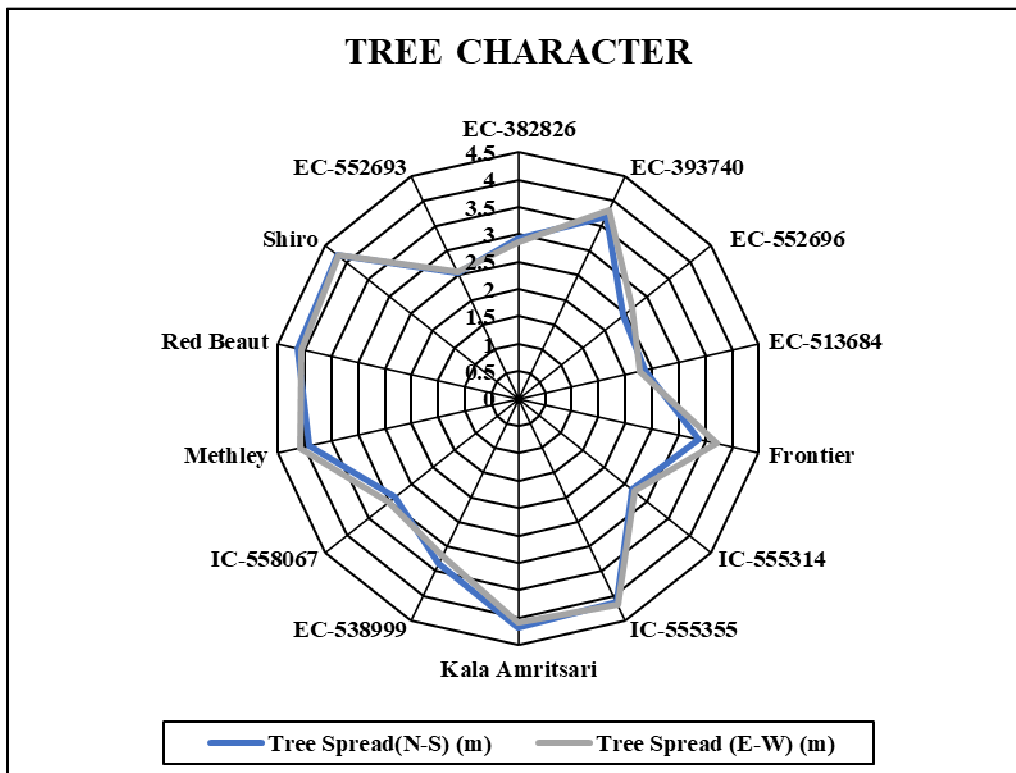 TREE CHARACTER
EC-382826
EC-393740
EC-552696
EC-513684
Frontier
IC-555314
IC-555355
Kala Amritsari
EC-538999
IC-558067
Methley
Red Beaut
Shiro
EC-552693
4.5
4
3.5
3
2.5
2
1.5
1
0.5
0
Tree Spread(N-S) (m)
Tree Spread (E-W) (m)